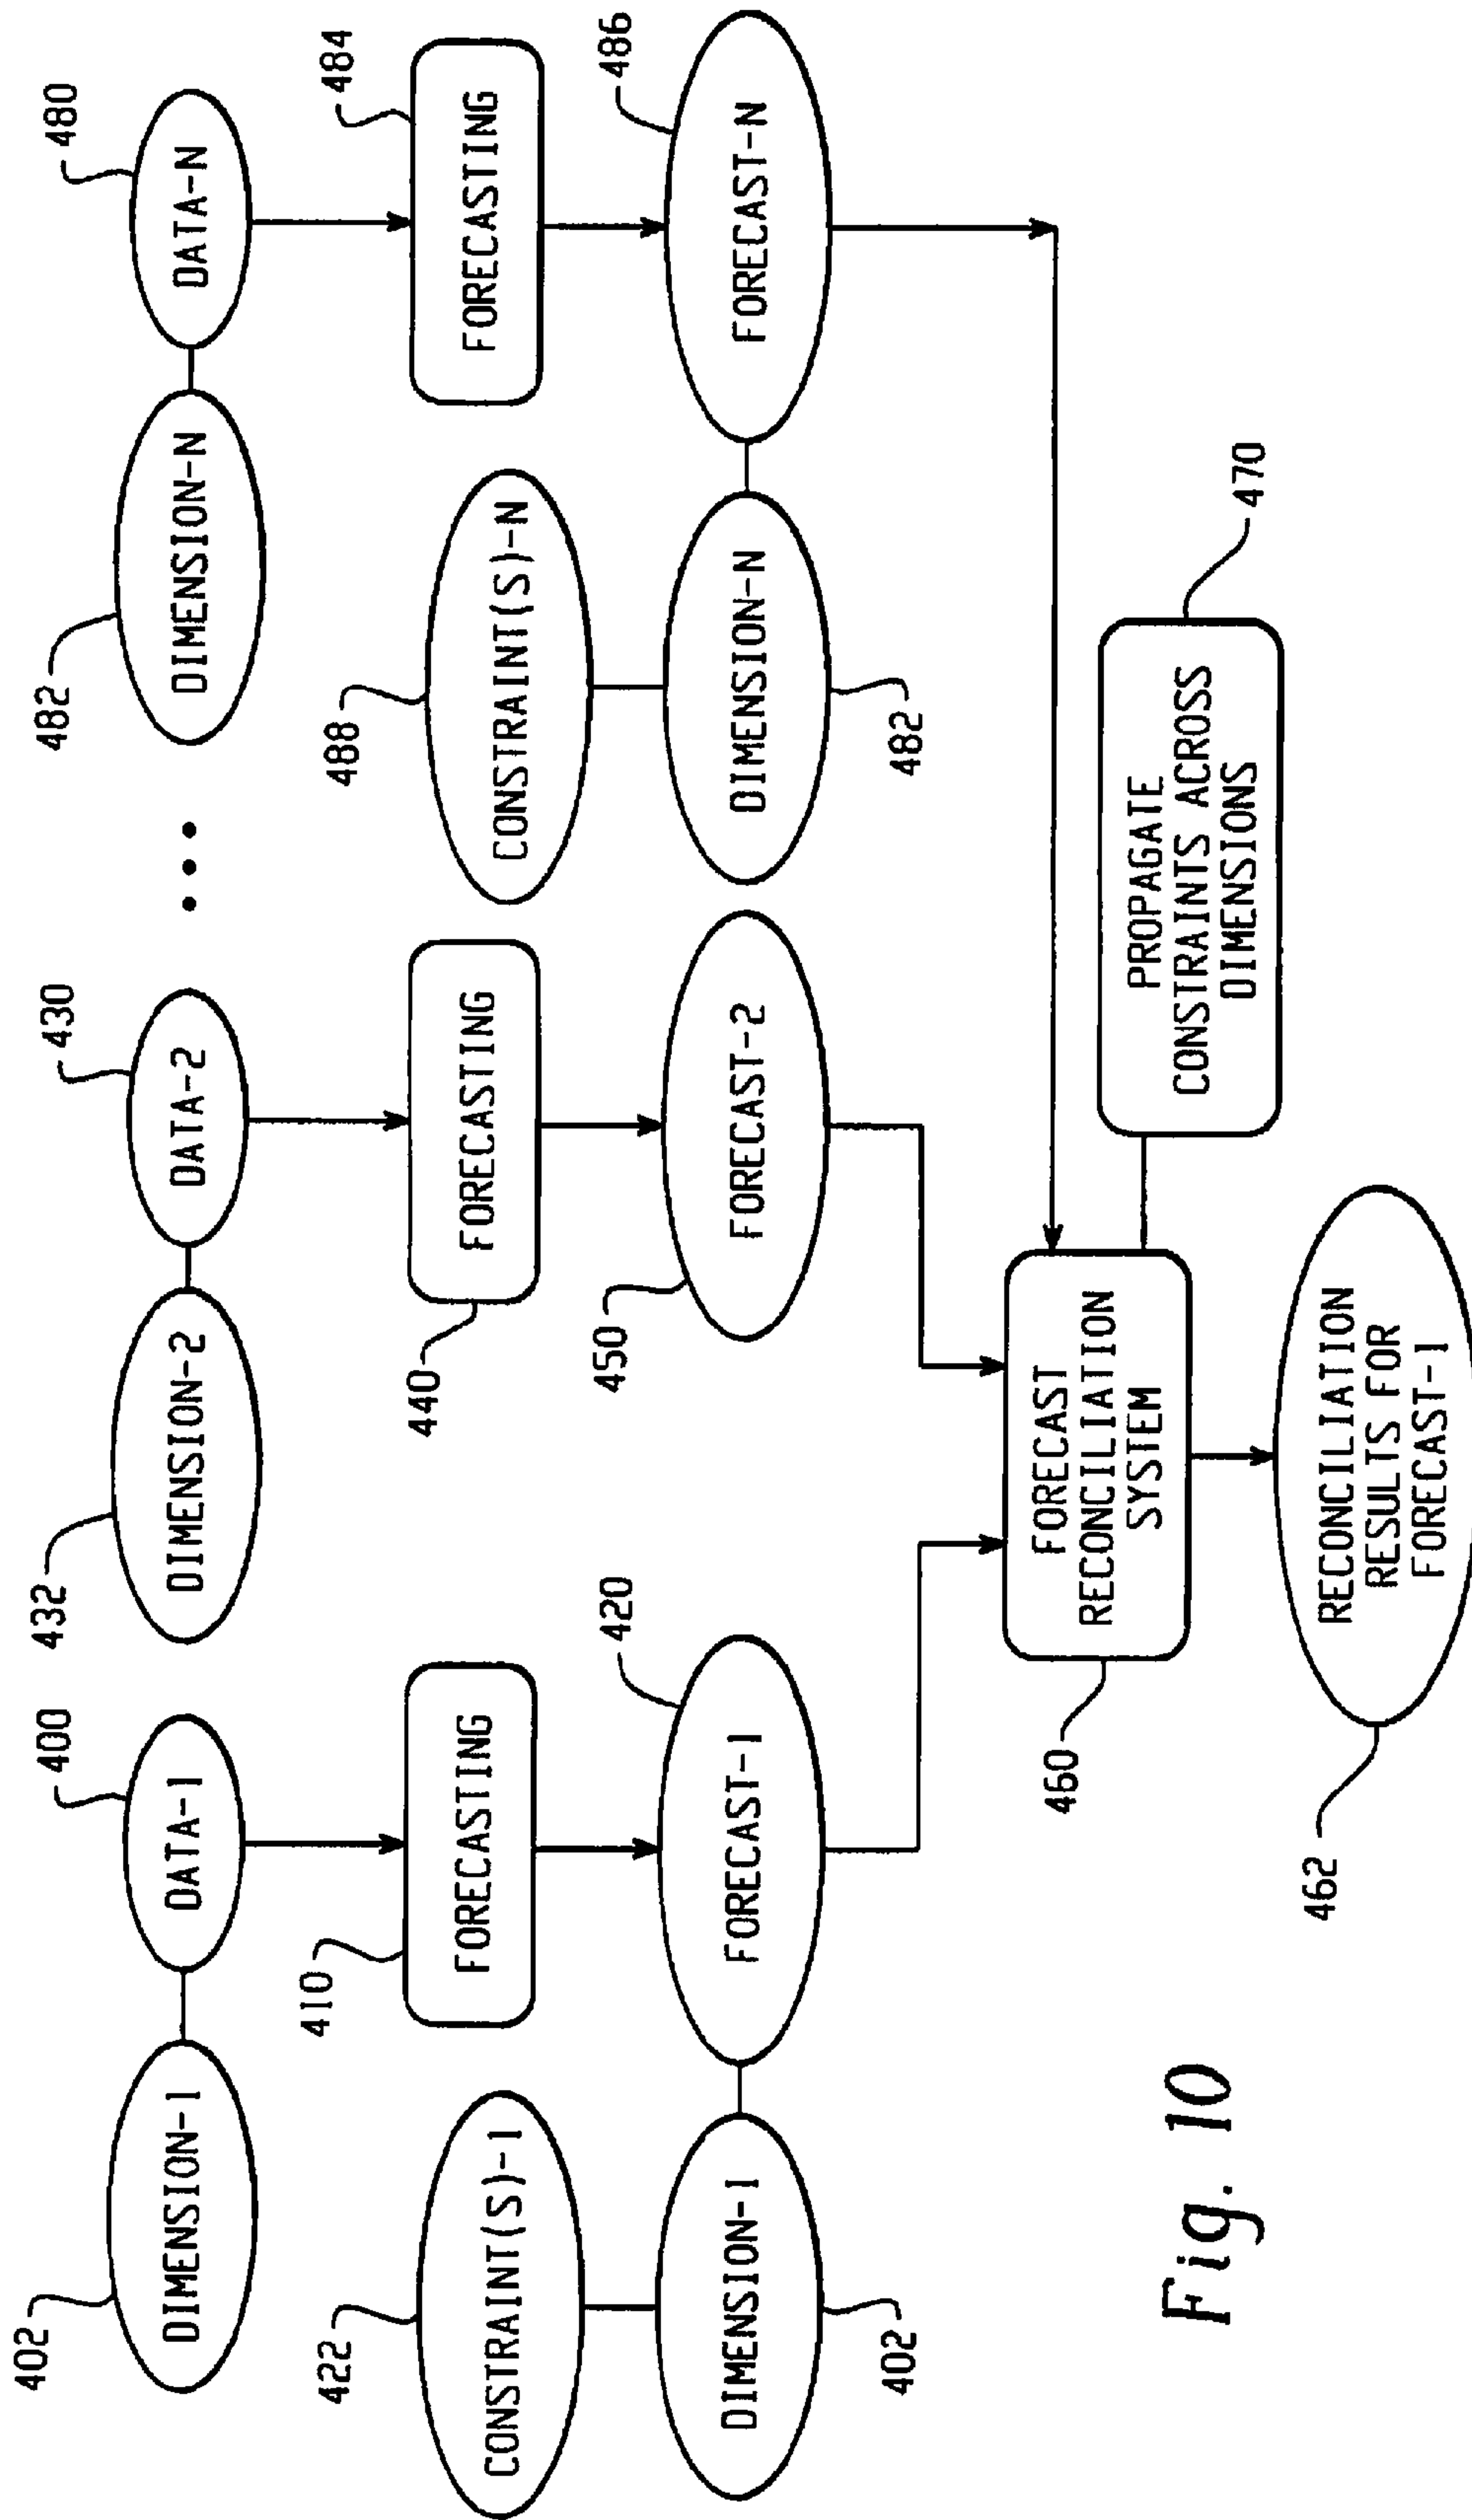 402
DIMENSION-1
400
DATA-1
432
DIMENSION-2
430
DATA-2
482
DIMENSION-N
480
DATA-N
422
CONSTRAINT(S)-1
410
FORECASTING
440
FORECASTING
488
CONSTRAINT(S)-N
484
FORECASTING
DIMENSION-1
402
420
FORECAST-1
450
FORECAST-2
DIMENSION-N
482
486
FORECAST-N
460
FORECAST
RECONCILIATION
SYSTEM
PROPAGATE
CONSTRAINTS ACROSS
DIMENSIONS
470
462
RECONCILIATION
RESULTS FOR
FORECAST-1
Fig. 10